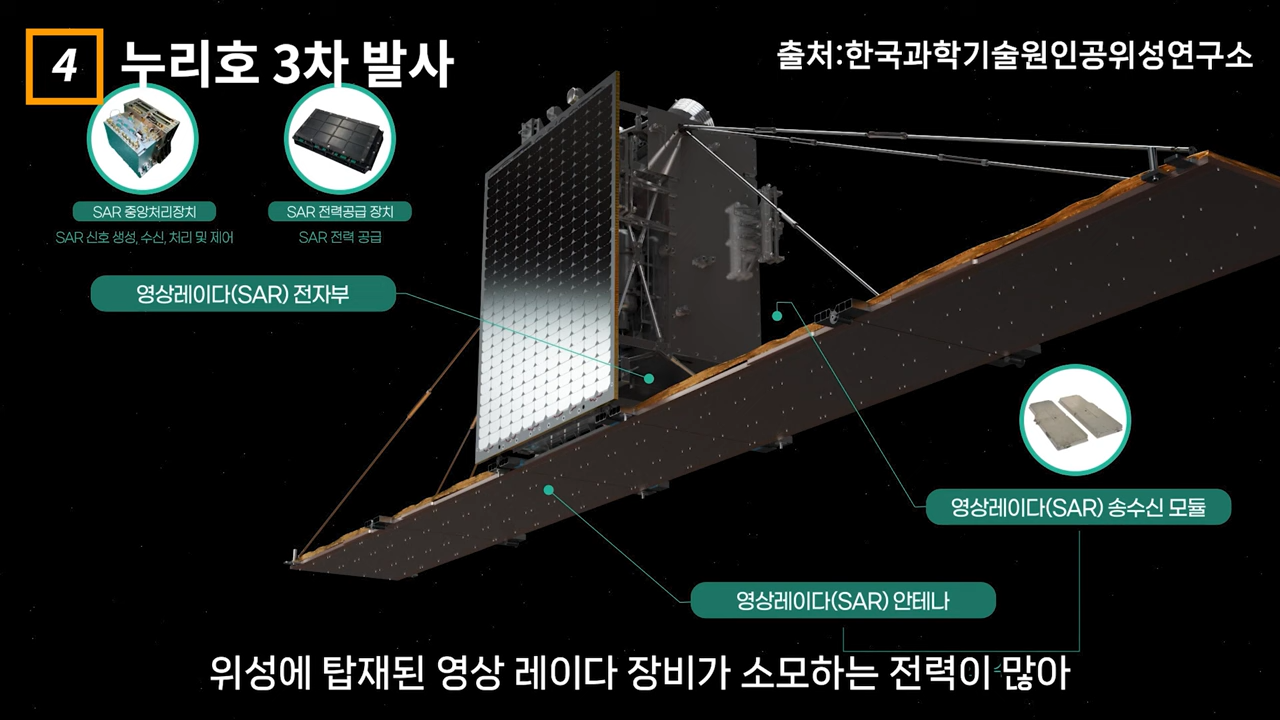 4
누리호 3차 발사
출처:한국과학기술원인공위성연구소
SAR 중앙처리장치
SAR 전력공급 장치
SAR 신호 생성, 수신, 처리 및 제어
SAR 전력 공급
영상레이다(SAR) 전자부
영상레이다(SAR) 송수신 모듈
영상레이다(SAR) 안테나
위성에 탑재된 영상 레이다 장비가 소모하는 전력이 많아